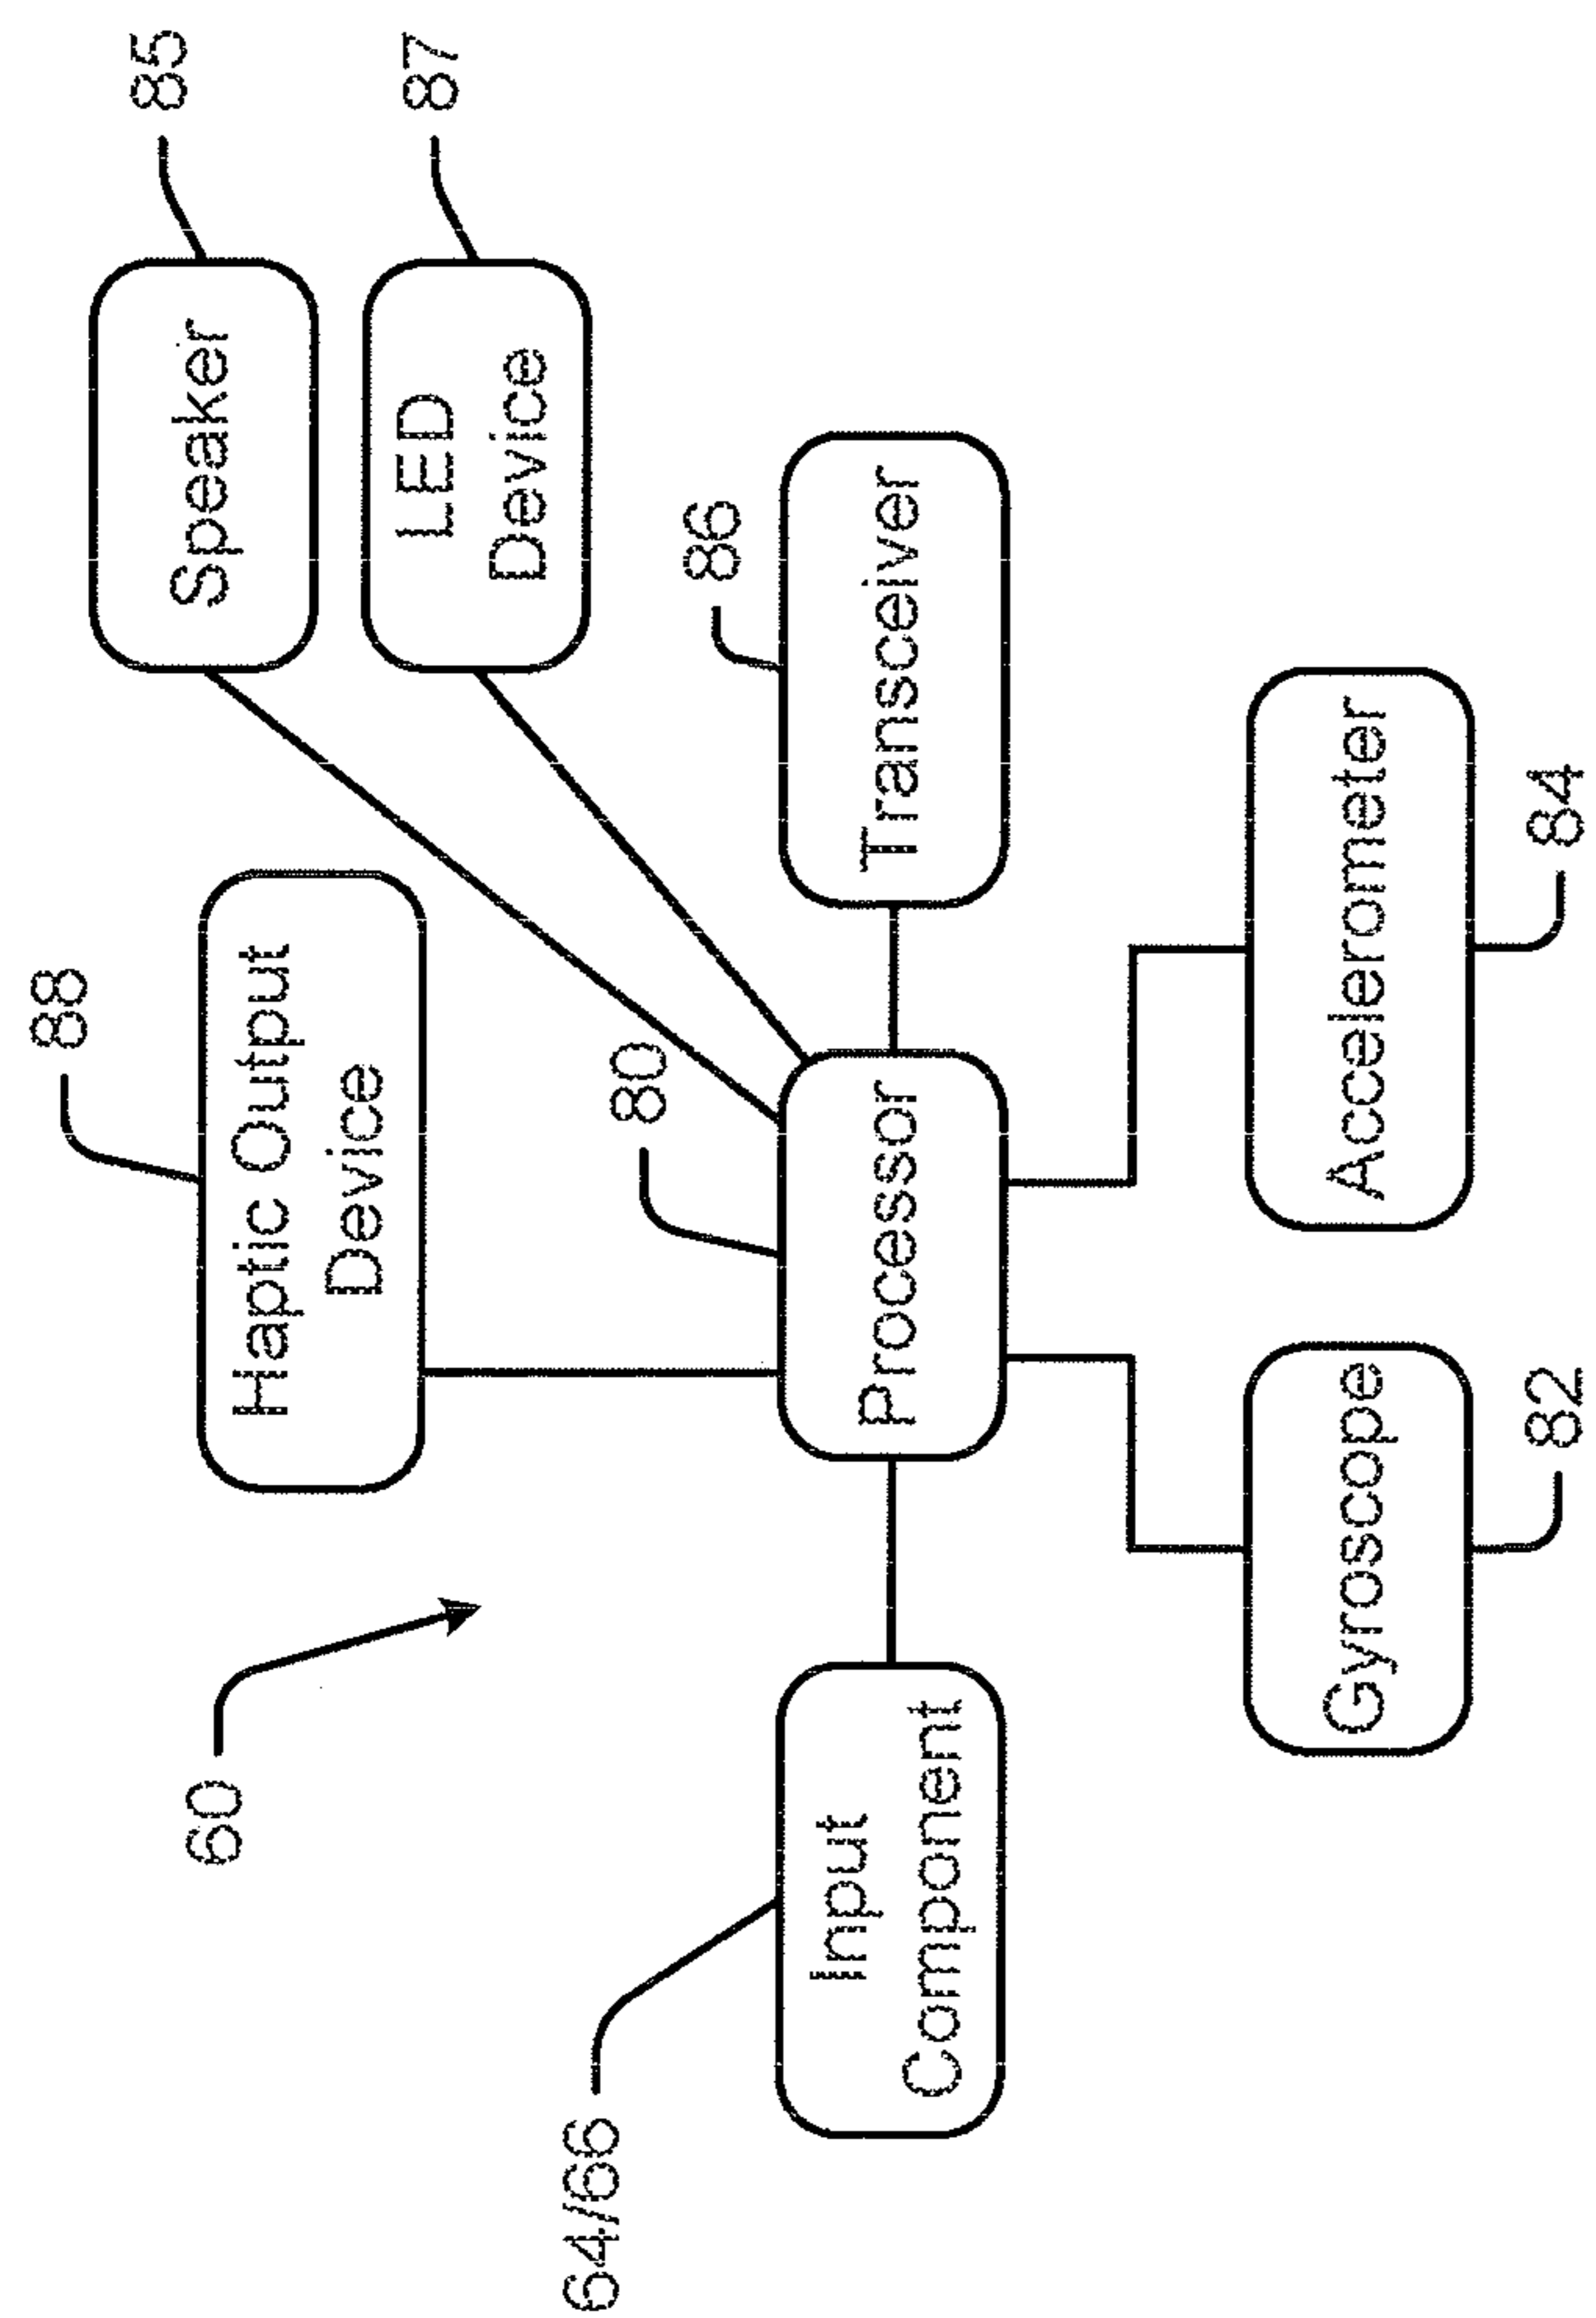 88
Haptic Output
Device
85
Speaker
87
LED
Device
60
80
Processor
86
Transceiver
64/66
Input
Component
Gyroscope
82
Accelerometer
84